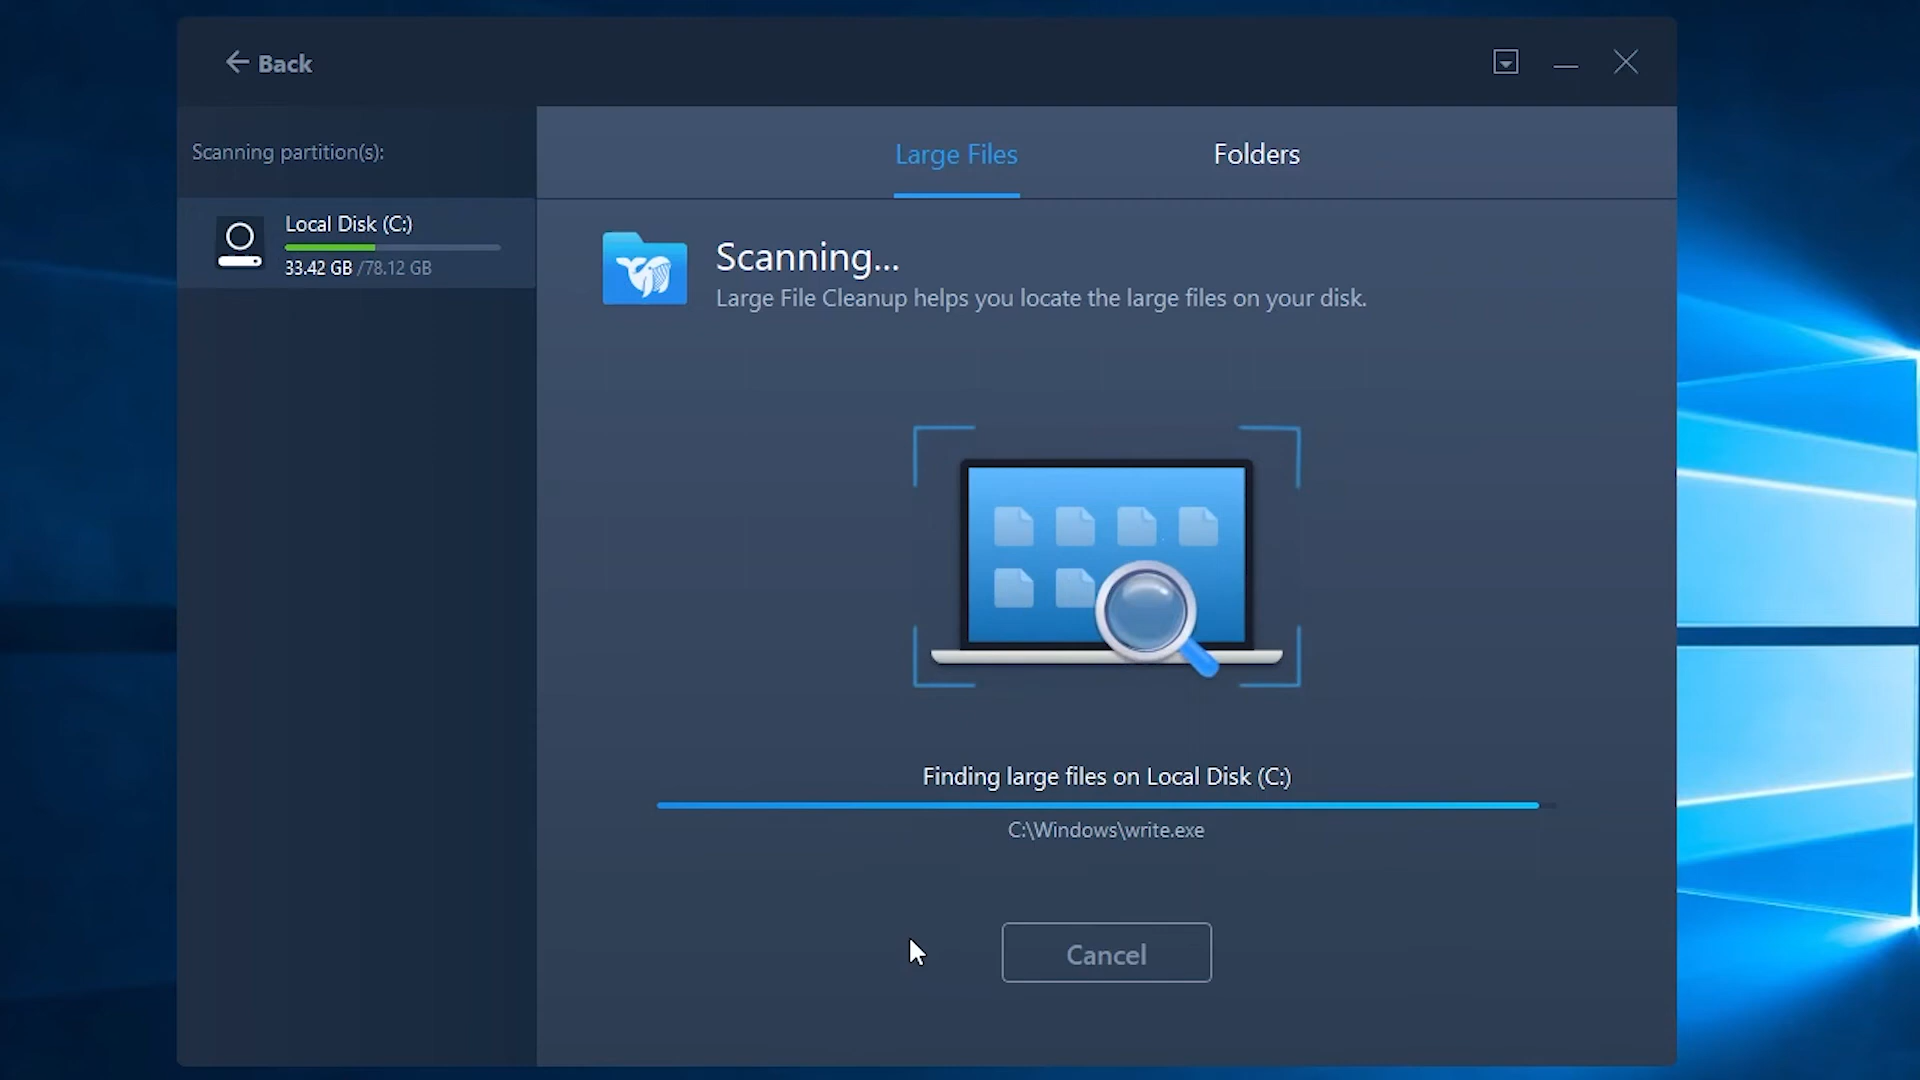 Back
Scanning partition(s):
Local Disk (C:)
33.42 GB /78.12 GB
Large Files
Folders
Scanning...
Large File Cleanup helps you locate the large files on your disk.
Finding large files on Local Disk (C:)
C:\Windows\write.exe
Cancel